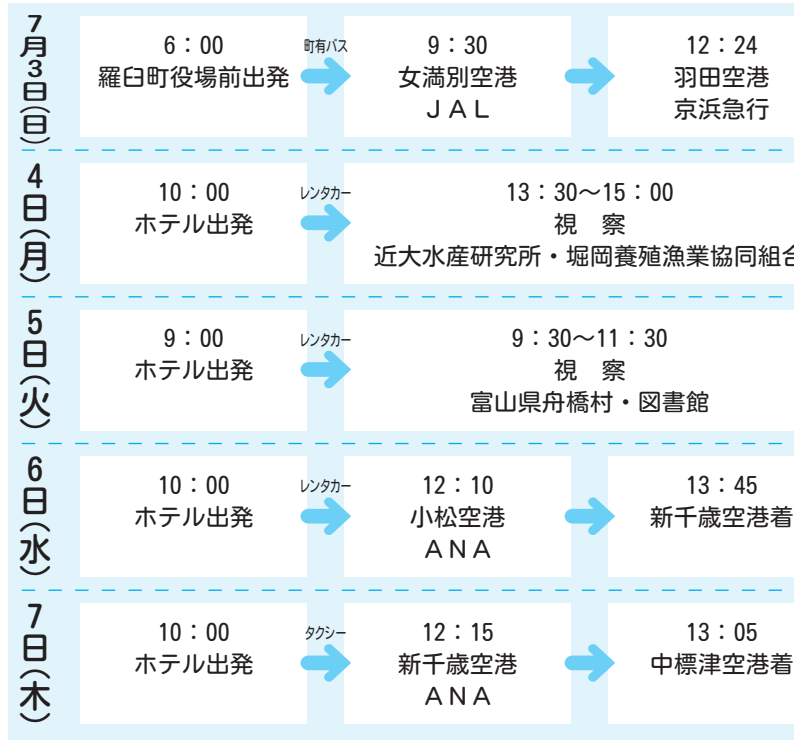 7月3日(日)
6：00
羅臼町役場前出発
町有バス
9：30
女満別空港
ＪＡＬ
12：24
羽田空港
京浜急行
4日(月)
10：00
ホテル出発
レンタカー
13：30～15：00
視　察
近大水産研究所・堀岡養殖漁業協同組合
5日(火)
9：00
ホテル出発
レンタカー
9：30～11：30
視　察
富山県舟橋村・図書館
6日(水)
10：00
ホテル出発
レンタカー
12：10
小松空港
ＡＮＡ
13：45
新千歳空港着
7日(木)
10：00
ホテル出発
タクシー
12：15
新千歳空港
ＡＮＡ
13：05
中標津空港着